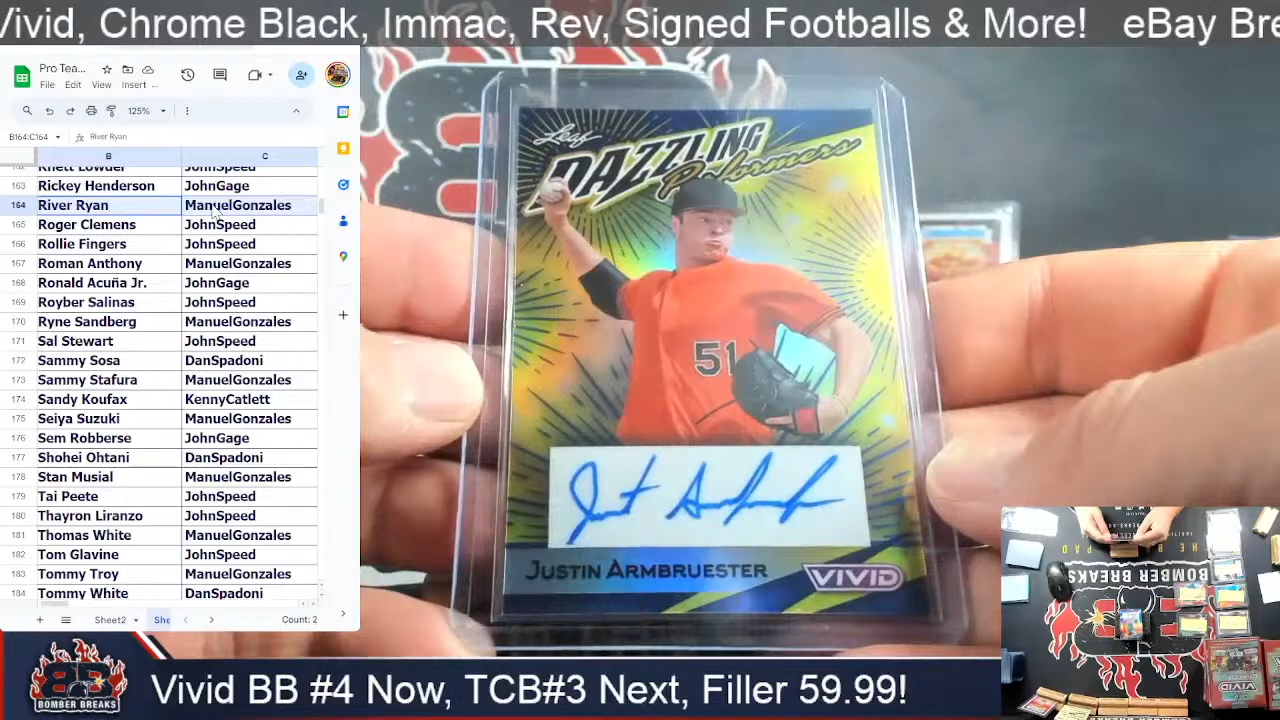 Vivid, Chrome Black, Immac, Rev, Signed Footballs & More! eBay Bre
Pro Tea...
File Edit View Insert ...
125%
B164:C164 fx River Ryan
B C
Rhett Lowder JohnSpeed
163 Rickey Henderson JohnGage
164 River Ryan ManuelGonzales
165 Roger Clemens JohnSpeed
166 Rollie Fingers JohnSpeed
167 Roman Anthony ManuelGonzales
168 Ronald Acuña Jr. JohnGage
169 Royber Salinas JohnSpeed
170 Ryne Sandberg ManuelGonzales
171 Sal Stewart JohnSpeed
172 Sammy Sosa DanSpadoni
173 Sammy Stafura ManuelGonzales
174 Sandy Koufax KennyCatlett
175 Seiya Suzuki ManuelGonzales
176 Sem Robberse JohnGage
177 Shohei Ohtani DanSpadoni
178 Stan Musial ManuelGonzales
179 Tai Peete JohnSpeed
180 Thayron Liranzo JohnSpeed
181 Thomas White ManuelGonzales
182 Tom Glavine JohnSpeed
183 Tommy Troy ManuelGonzales
184 Tommy White DanSpadoni
Sheet2 She Count: 2
Leaf
DAZZLING
Performers
51
JUSTIN ARMBRUESTER
VIVID
BOMBER BREAKS
VIVID
BOMBER BREAKS
Vivid BB #4 Now, TCB#3 Next, Filler 59.99!